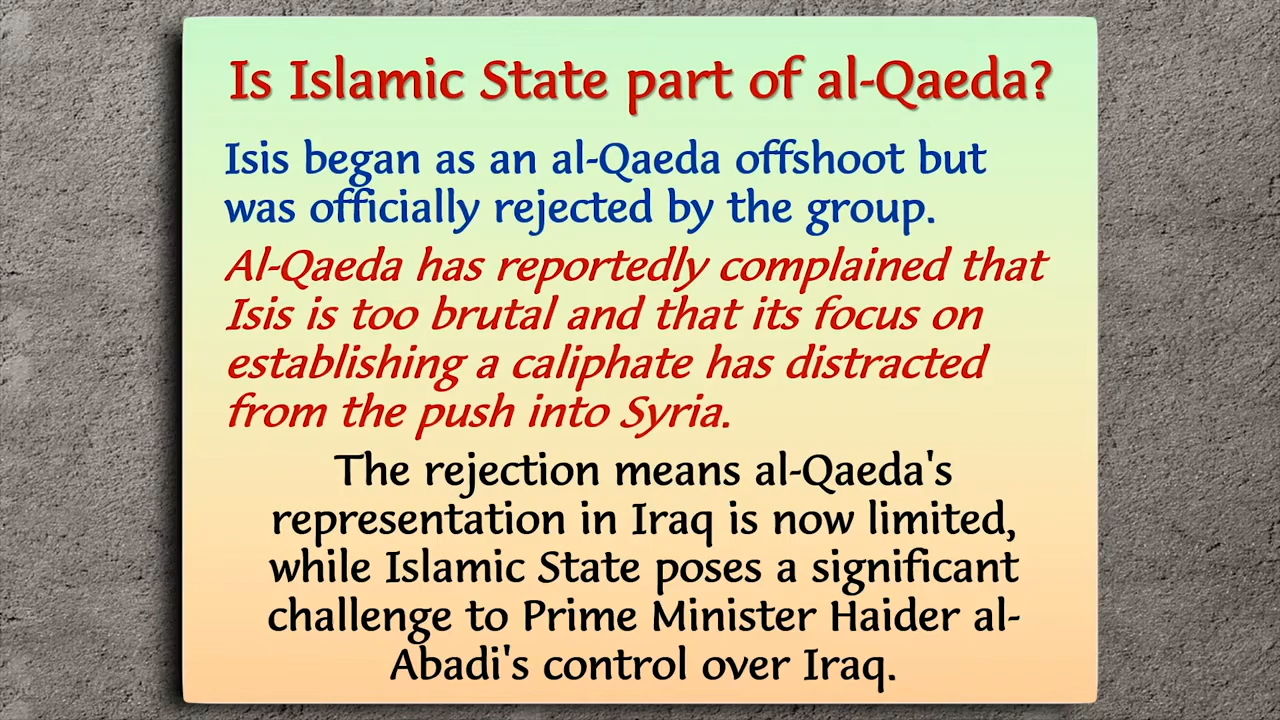 Is Islamic State part of al-Qaeda?
Isis began as an al-Qaeda offshoot but
was officially rejected by the group.
Al-Qaeda has reportedly complained that
Isis is too brutal and that its focus on
establishing a caliphate has distracted
from the push into Syria.
The rejection means al-Qaeda's
representation in Iraq is now limited,
while Islamic State poses a significant
challenge to Prime Minister Haider al-
Abadi's control over Iraq.